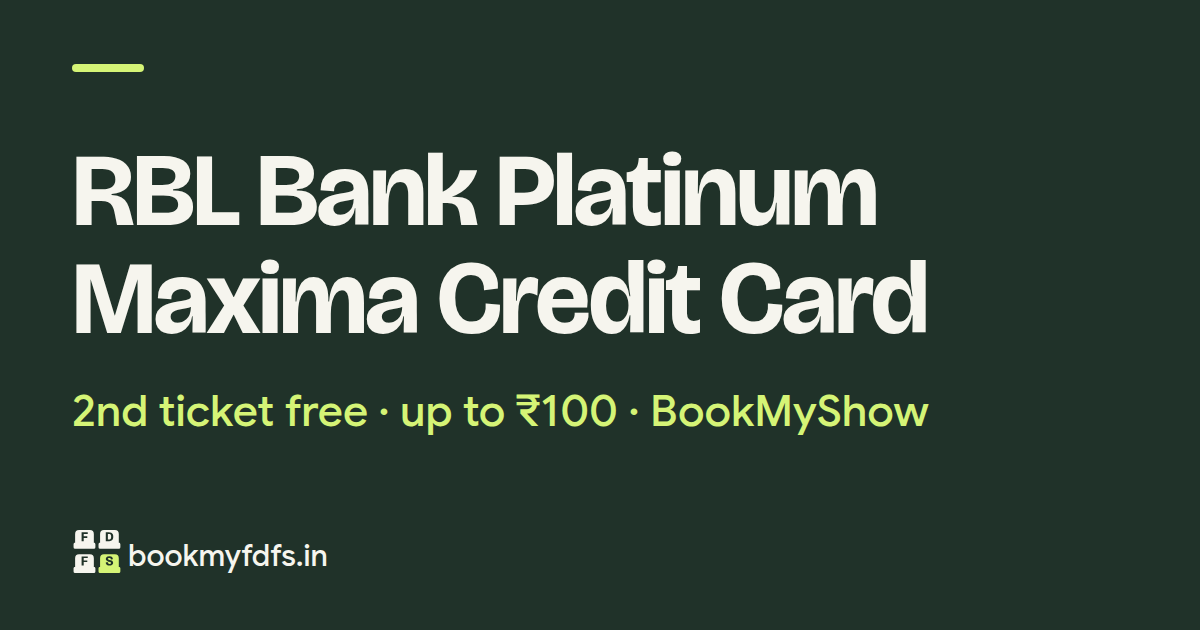 RBL Bank Platinum
Maxima Credit Card
2nd ticket free · up to ₹100 · BookMyShow
F D
F S
bookmyfdfs.in